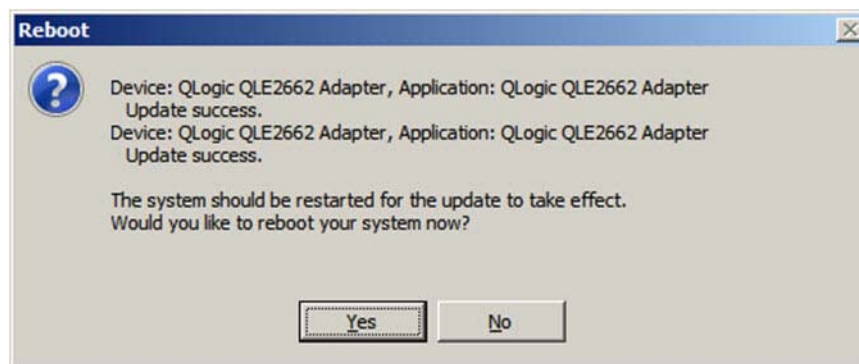 Reboot
Device: QLogic QLE2662 Adapter, Application: QLogic QLE2662 Adapter
Update success.
Device: QLogic QLE2662 Adapter, Application: QLogic QLE2662 Adapter
Update success.
The system should be restarted for the update to take effect.
Would you like to reboot your system now?
Yes
No